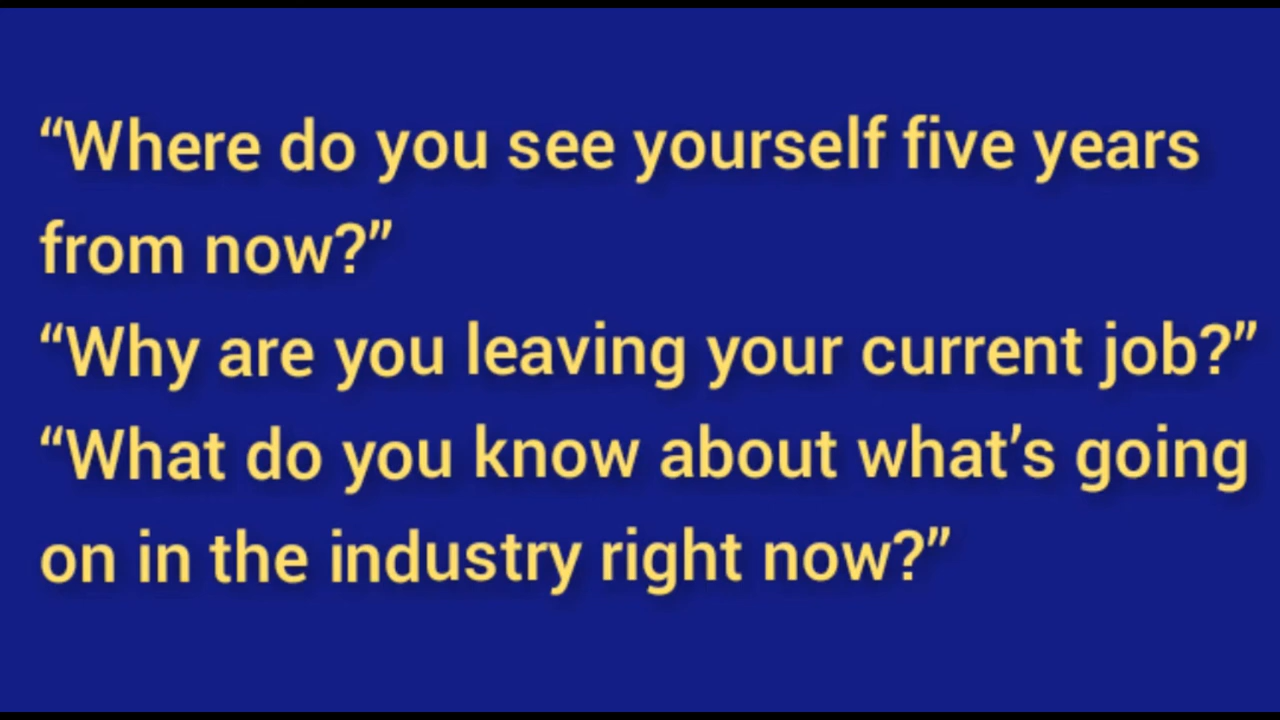 “Where do you see yourself five years
from now?”
“Why are you leaving your current job?”
“What do you know about what’s going
on in the industry right now?”